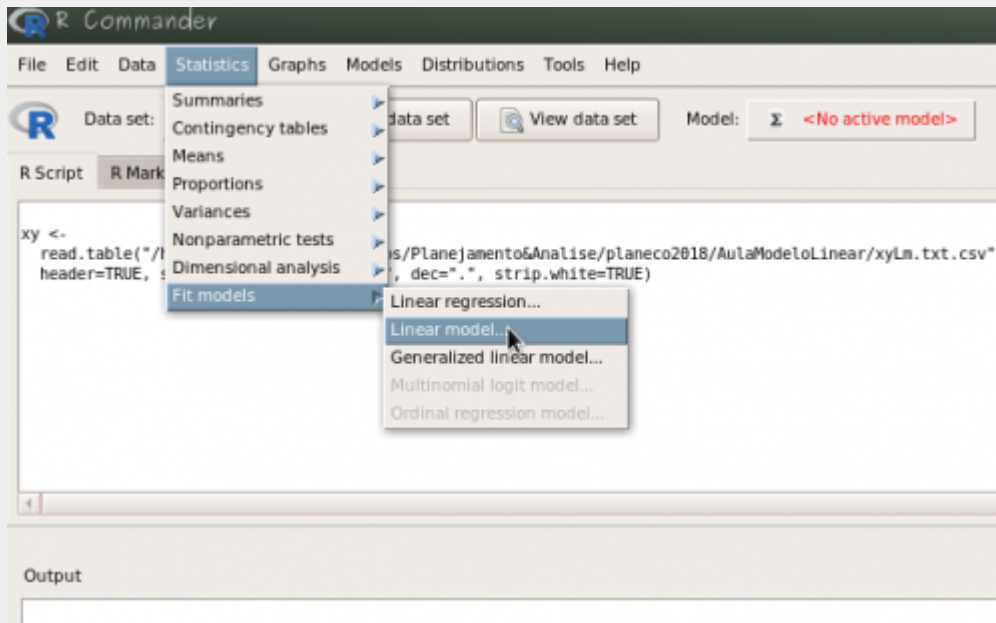 R Commander
File Edit Data Statistics Graphs Models Distributions Tools Help
Data set: data set View data set Model: Σ <No active model>
R Script R Mark
Summaries
Contingency tables
Means
Proportions
Variances
Nonparametric tests
Dimensional analysis
Fit models
Linear regression...
Linear model...
Generalized linear model...
Multinomial logit model...
Ordinal regression model...
xy <-
read.table("/h s/Planejamento&Analise/planeco2018/AulaModeloLinear/xyLm.txt.csv"
header=TRUE, s ", dec=".", strip.white=TRUE)
Output